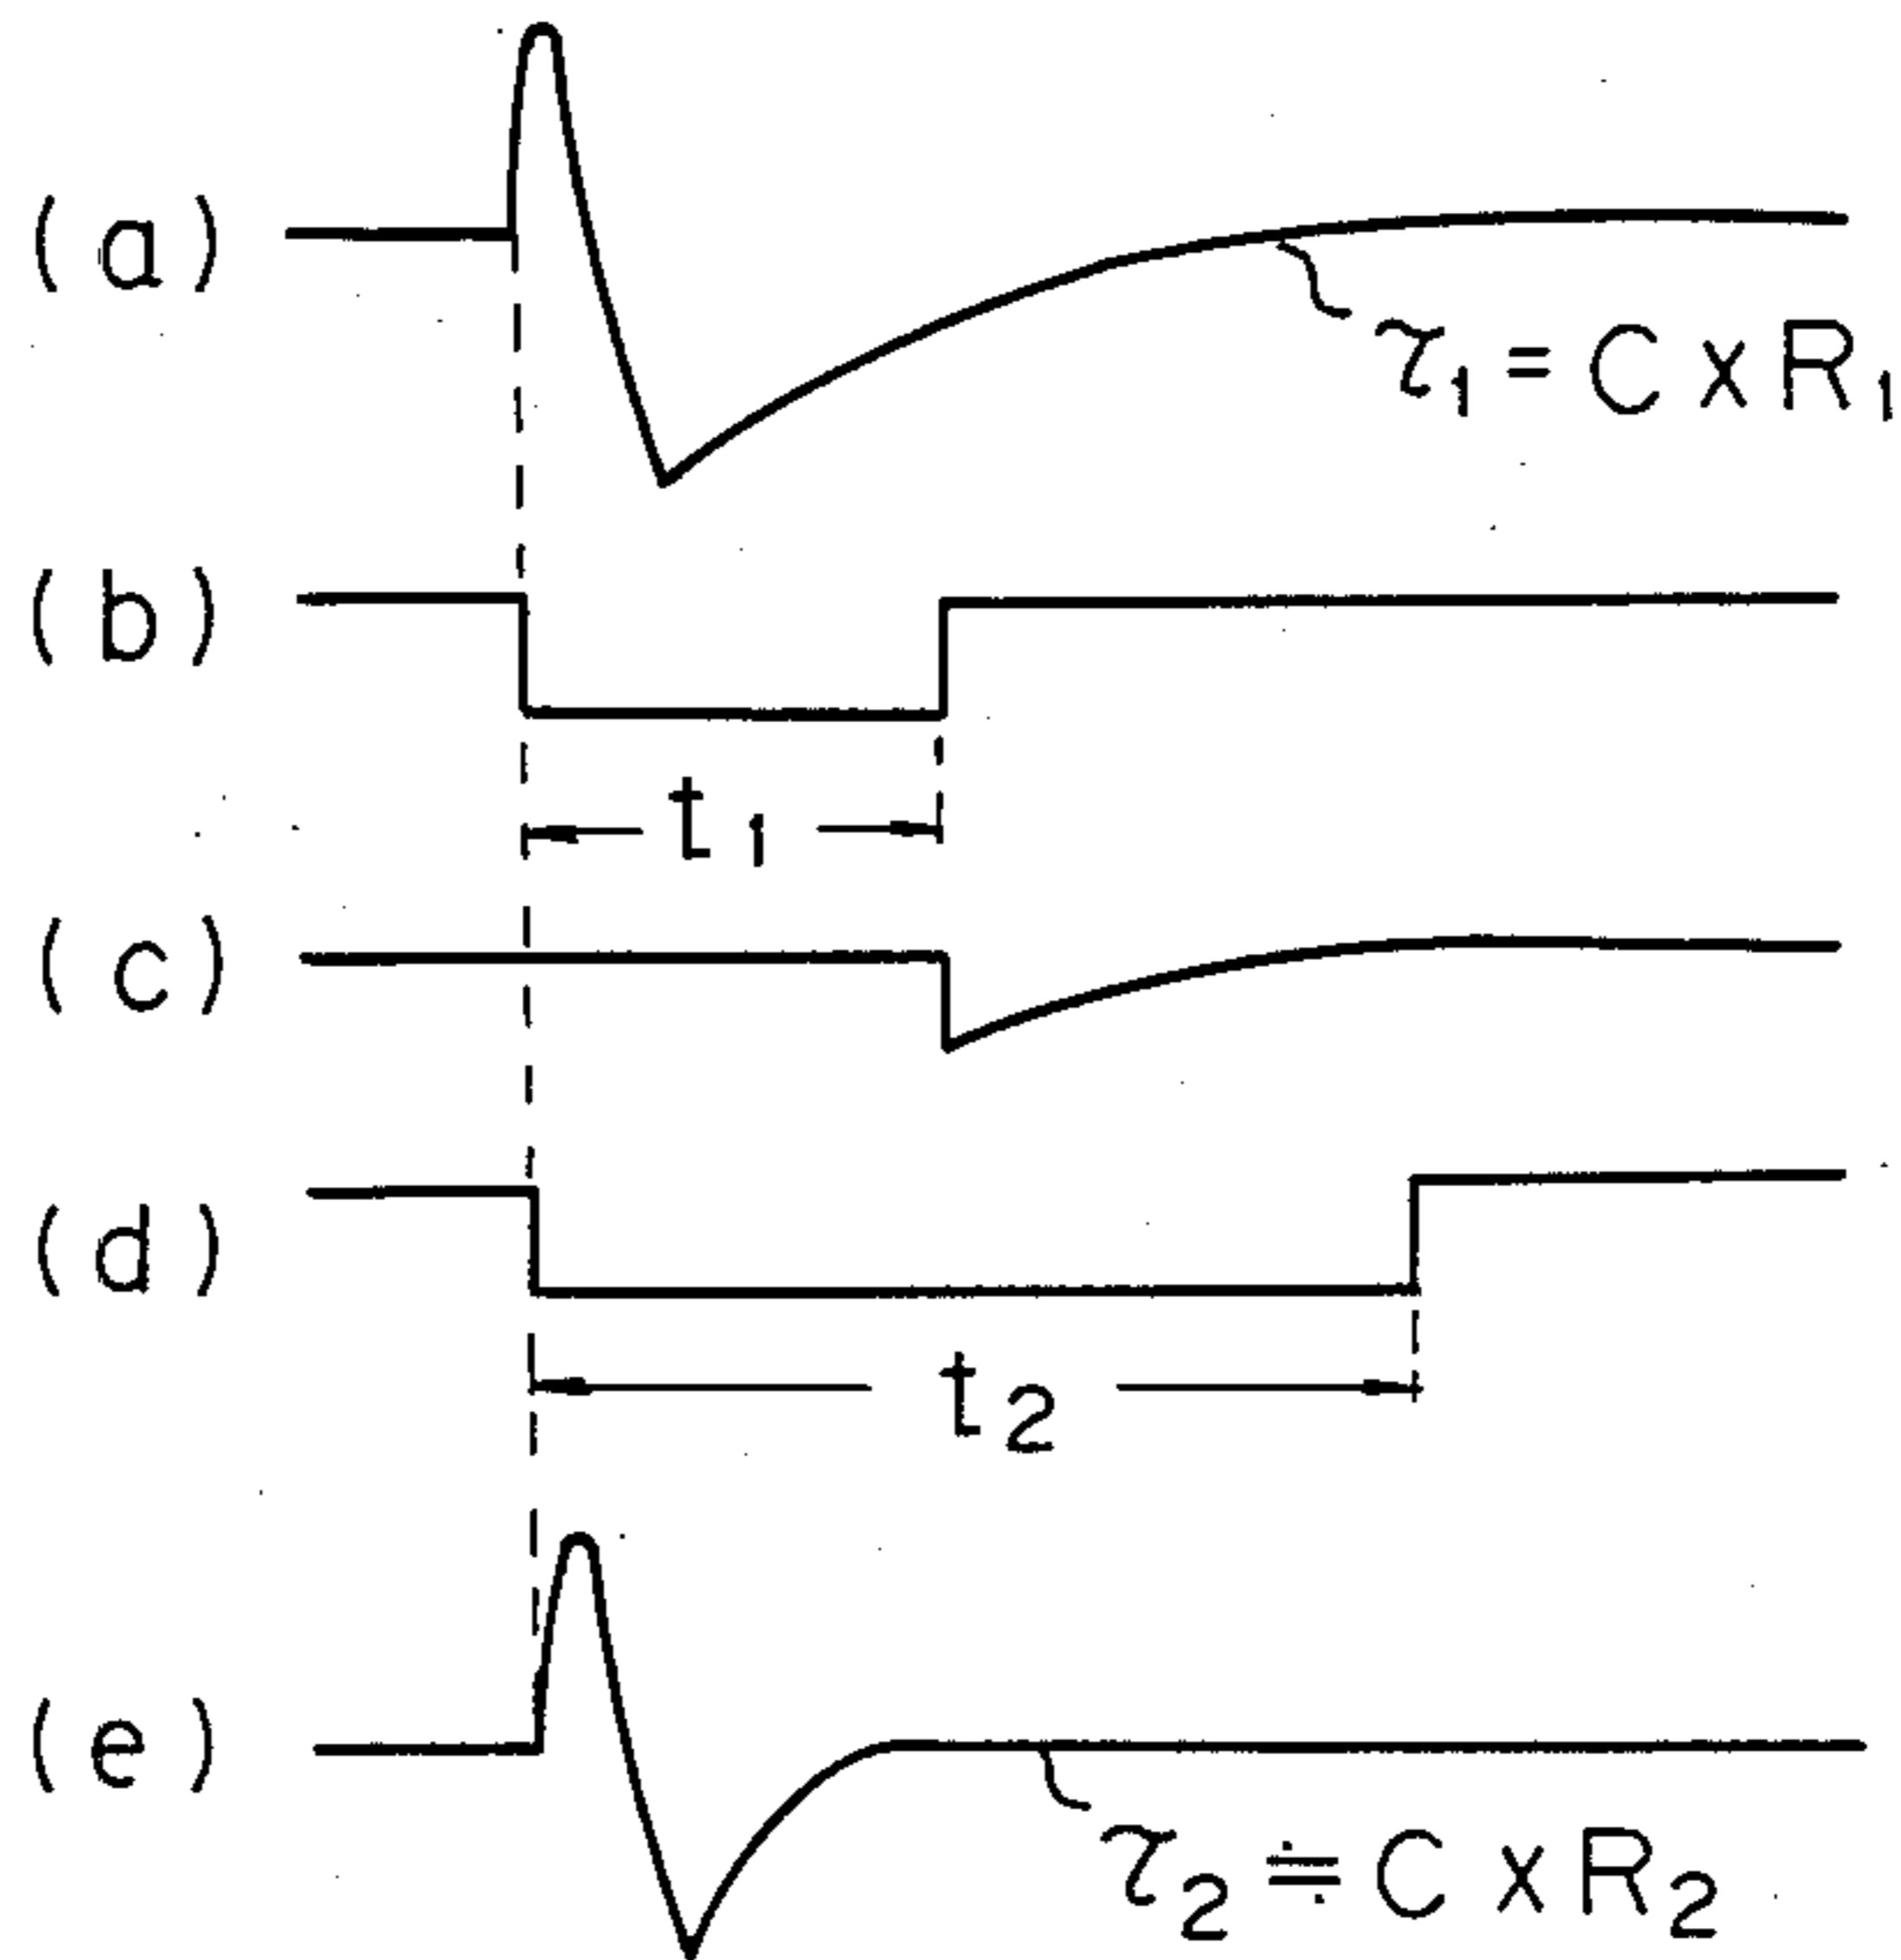 (a)
τ₁ = C x R₁
(b)
t₁
(c)
(d)
t₂
(e)
τ₂ ≒ C x R₂